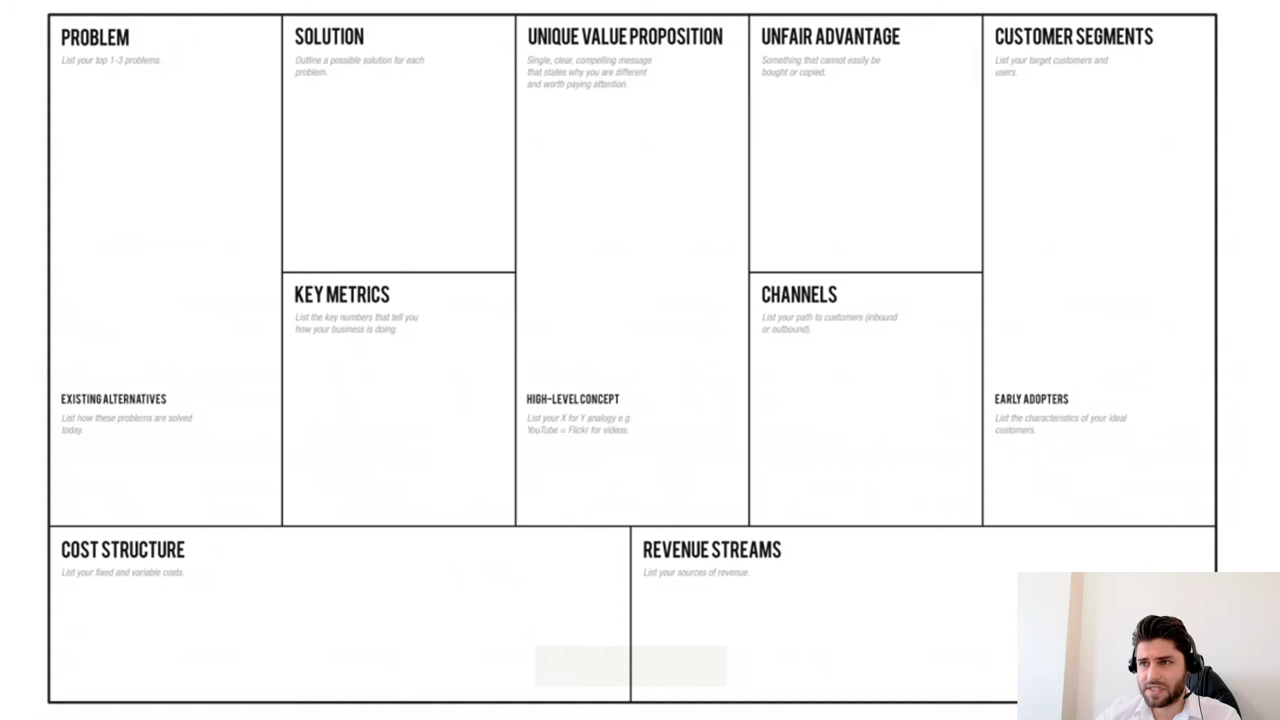 PROBLEM
List your top 1-3 problems.
EXISTING ALTERNATIVES
List how these problems are solved
today.
SOLUTION
Outline a possible solution for each
problem.
KEY METRICS
List the key numbers that tell you
how your business is doing.
UNIQUE VALUE PROPOSITION
Single, clear, compelling message
that states why you are different
and worth paying attention.
HIGH-LEVEL CONCEPT
List your X for Y analogy e.g.
YouTube = Flickr for videos.
UNFAIR ADVANTAGE
Something that cannot easily be
bought or copied.
CHANNELS
List your path to customers (inbound
or outbound).
CUSTOMER SEGMENTS
List your target customers and
users.
EARLY ADOPTERS
List the characteristics of your ideal
customers.
COST STRUCTURE
List your fixed and variable costs.
REVENUE STREAMS
List your sources of revenue.